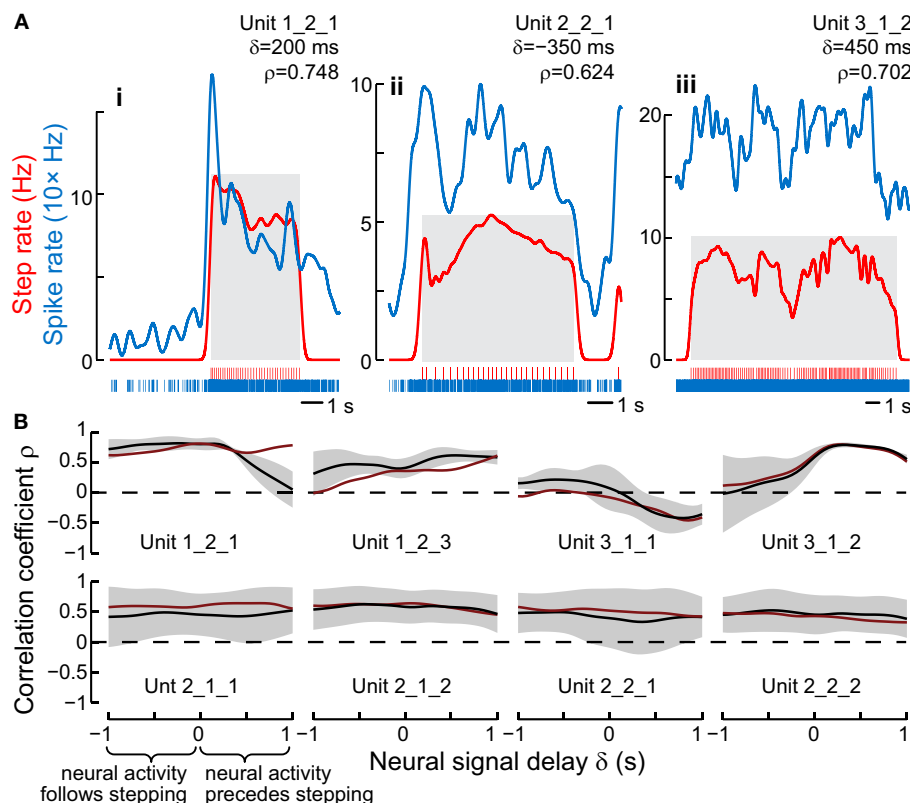 A
Unit 1_2_1
δ=200 ms
ρ=0.748
Unit 2_2_1
δ=−350 ms
ρ=0.624
Unit 3_1_2
δ=450 ms
ρ=0.702
i
ii
iii
Step rate (Hz)
Spike rate (10× Hz)
10
0
10
5
0
20
10
0
1 s
1 s
1 s
B
Correlation coefficient ρ
1
0.5
0
−0.5
−1
Unit 1_2_1
Unit 1_2_3
Unit 3_1_1
Unit 3_1_2
1
0.5
0
−0.5
−1
Unt 2_1_1
Unit 2_1_2
Unit 2_2_1
Unit 2_2_2
−1 0 1
−1 0 1
−1 0 1
−1 0 1
Neural signal delay δ (s)
neural activity
follows stepping
neural activity
precedes stepping